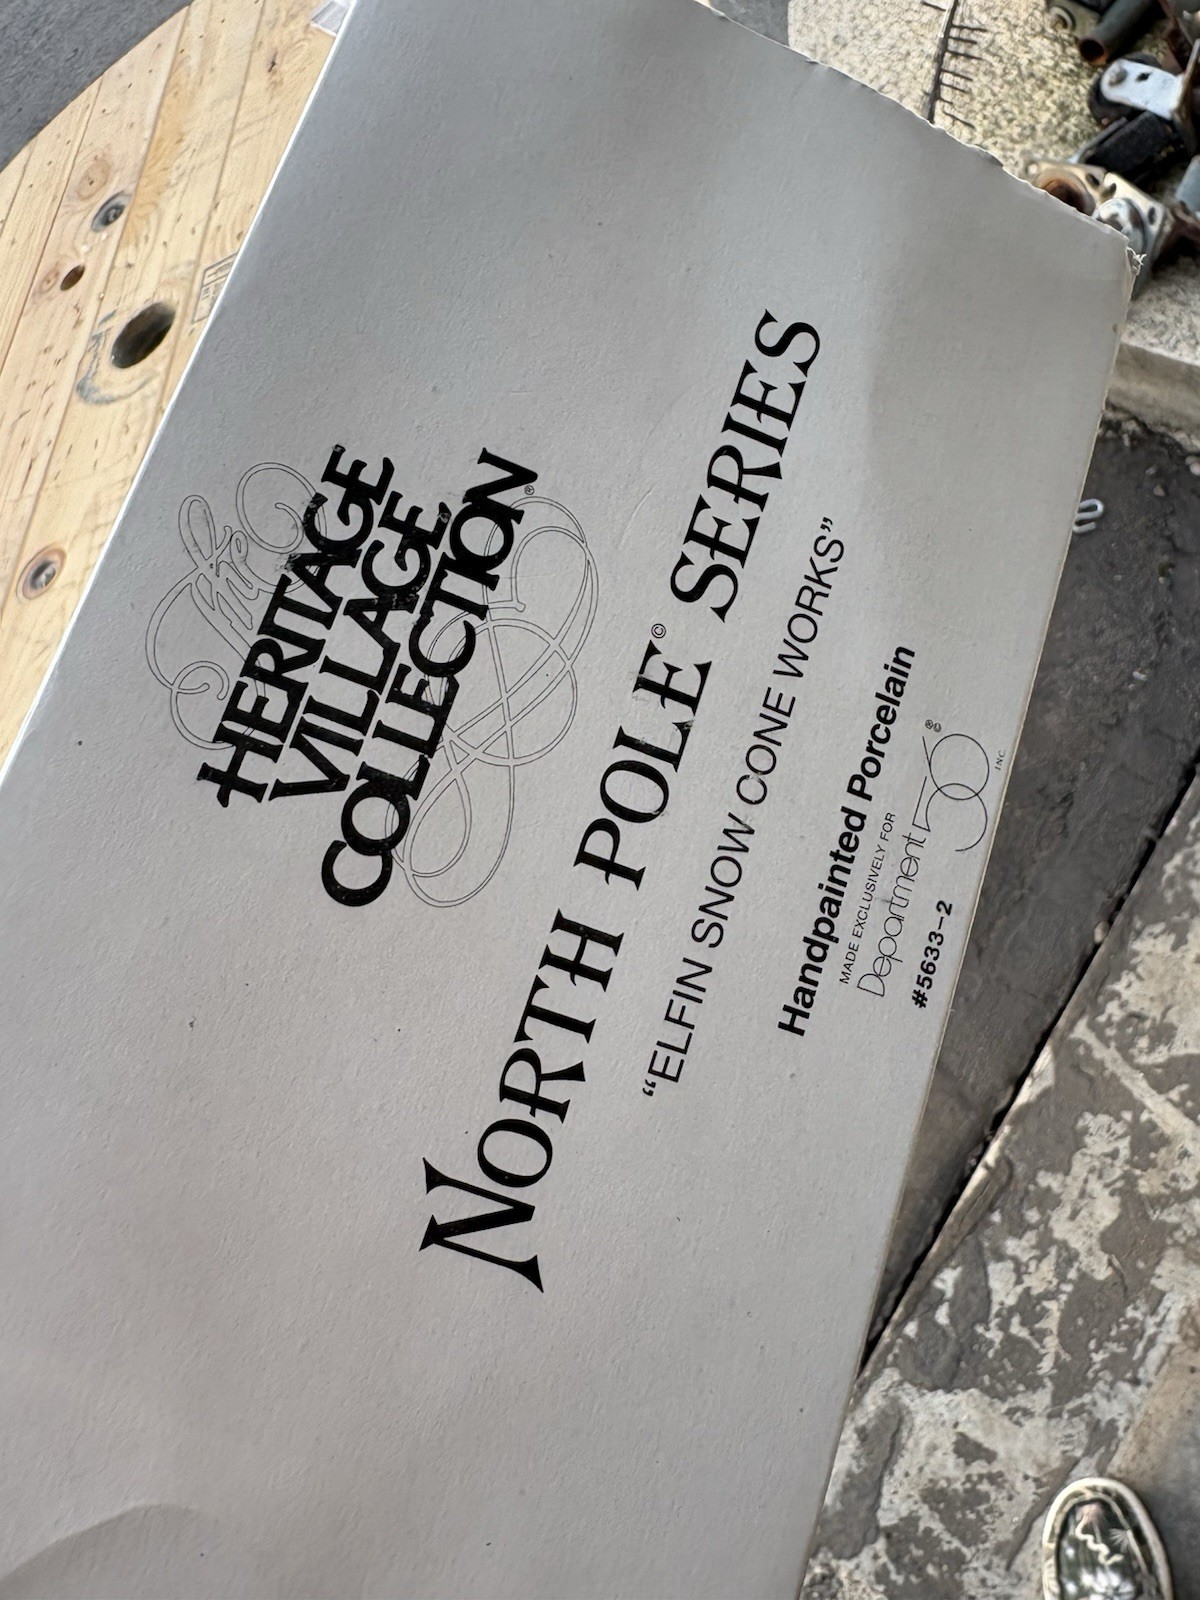 The
HERITAGE
VILLAGE
COLLECTION®
NORTH POLE© SERIES
“ELFIN SNOW CONE WORKS”
Handpainted Porcelain
MADE EXCLUSIVELY FOR
Department 56®© INC.
#5633-2